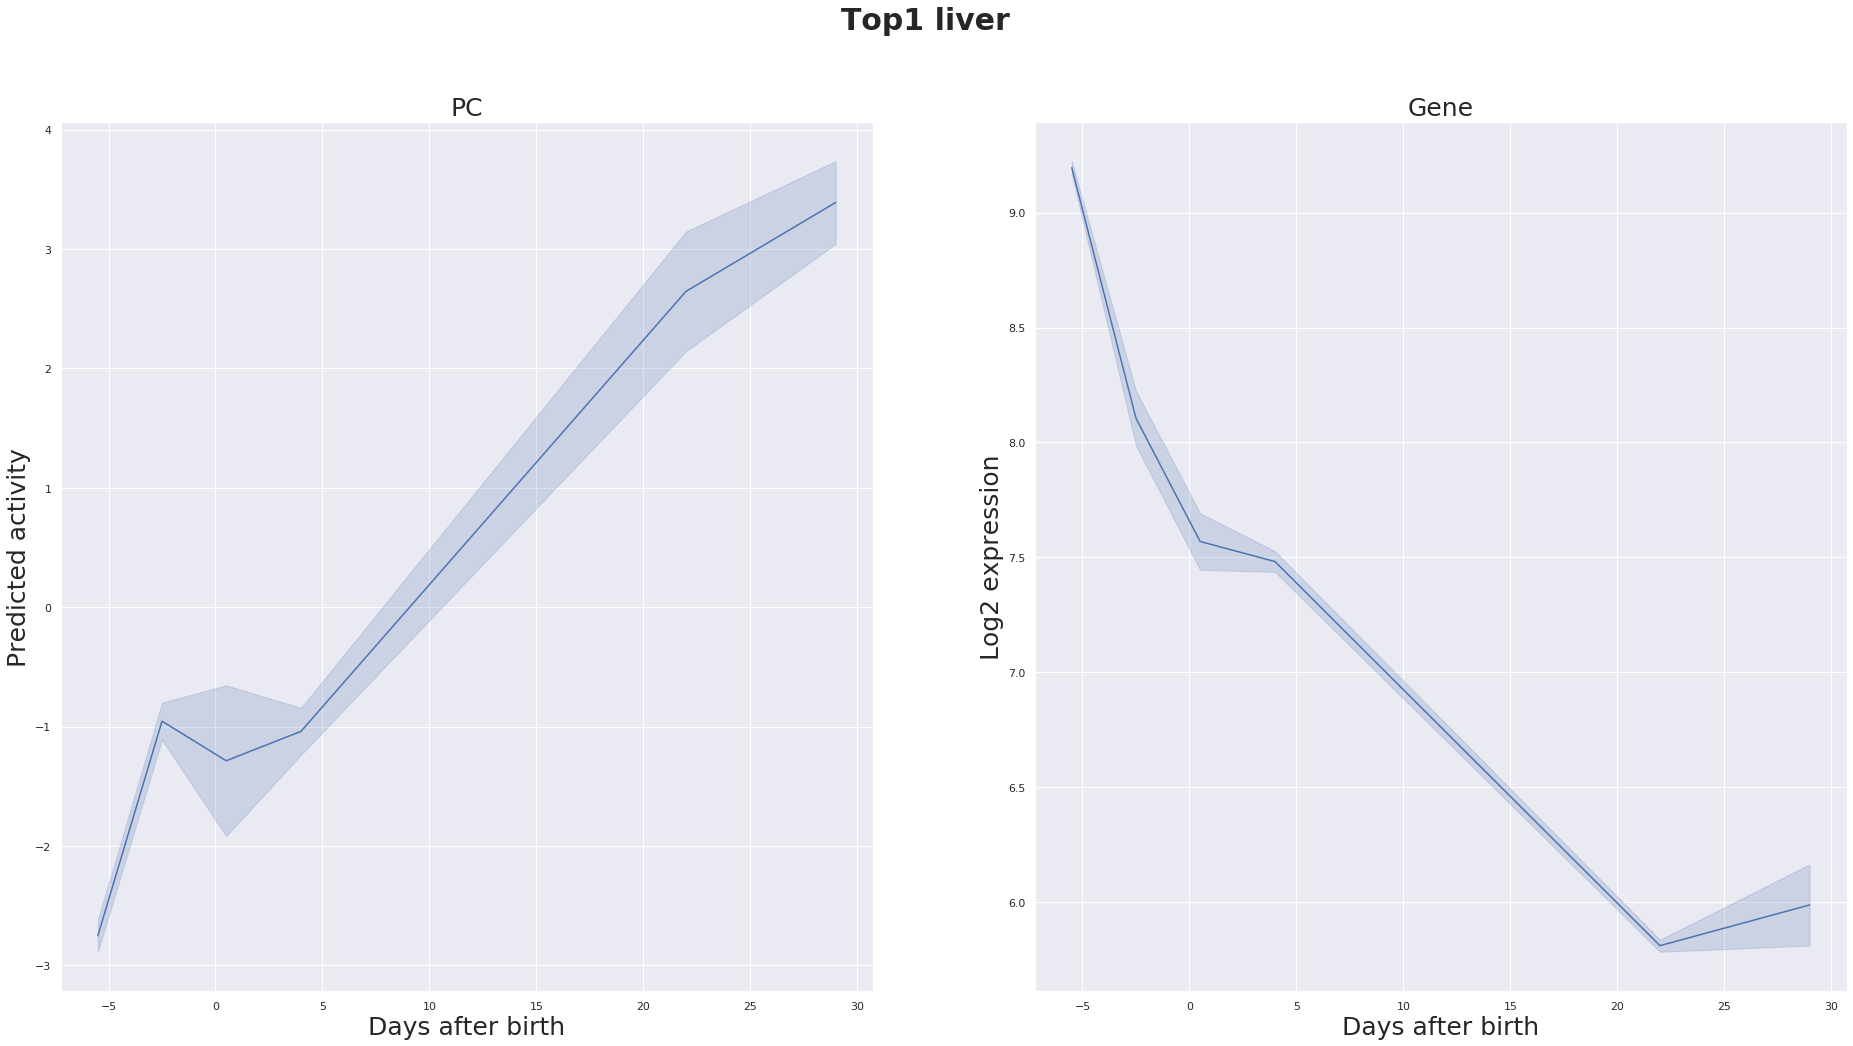 Top1 liver
PC
Predicted activity
4
3
2
1
0
−1
−2
−3
−5 0 5 10 15 20 25 30
Days after birth
Gene
Log2 expression
9.0
8.5
8.0
7.5
7.0
6.5
6.0
−5 0 5 10 15 20 25 30
Days after birth